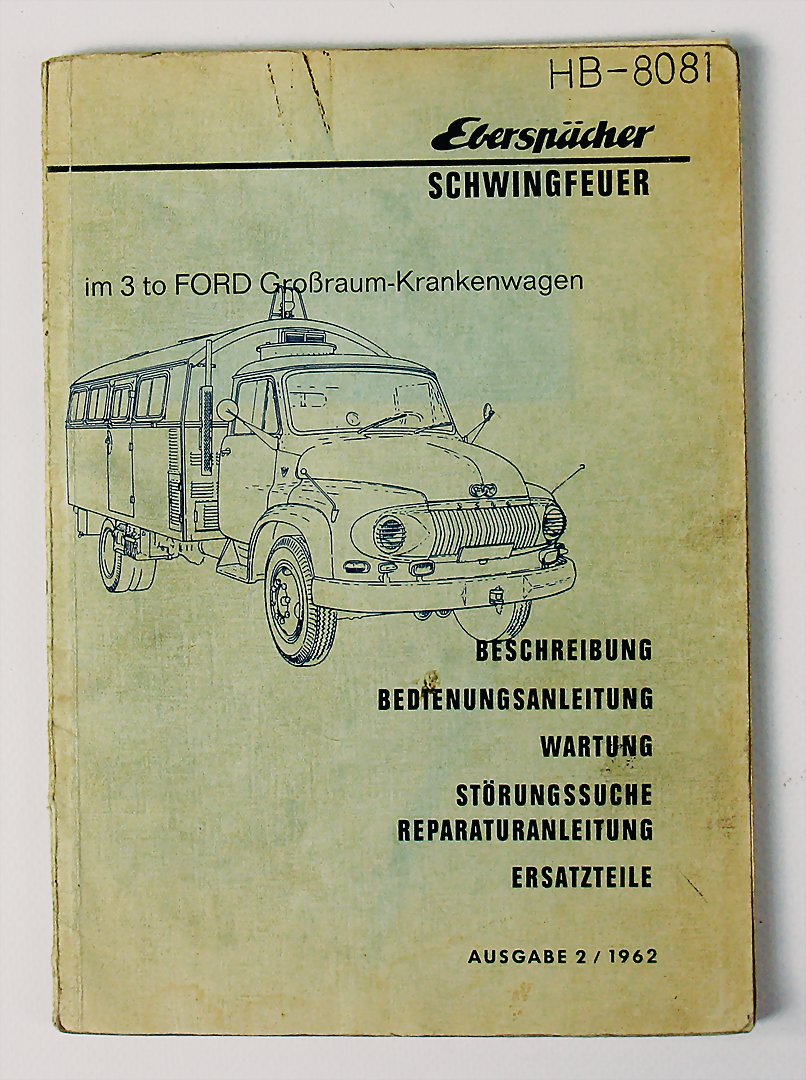 HB-8081
Eberspächer
SCHWINGFEUER
im 3 to FORD Großraum-Krankenwagen
BESCHREIBUNG
BEDIENUNGSANLEITUNG
WARTUNG
STÖRUNGSSUCHE
REPARATURANLEITUNG
ERSATZTEILE
AUSGABE 2 / 1962